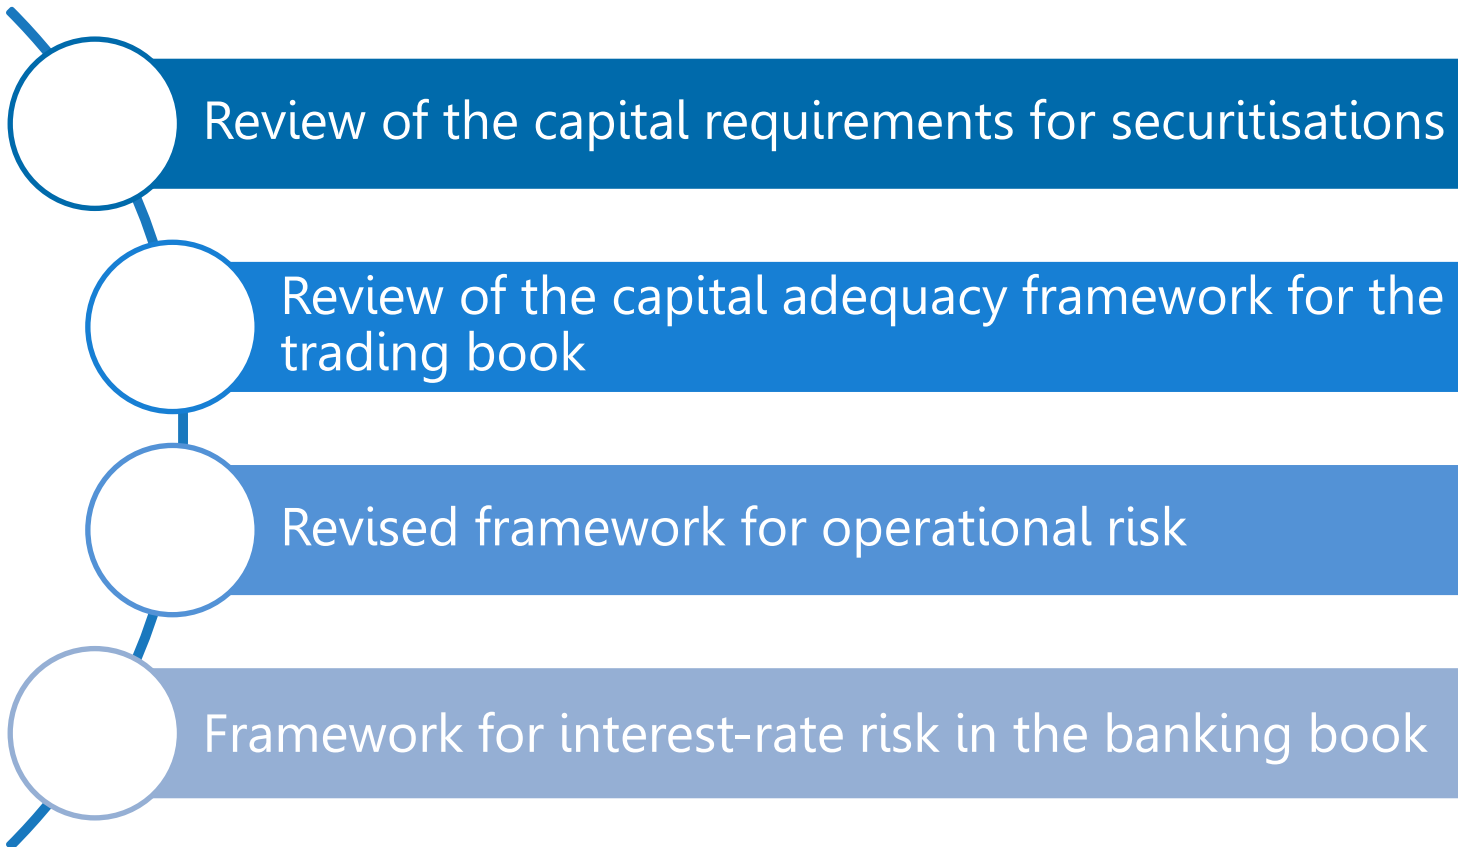 Review of the capital requirements for securitisations
Review of the capital adequacy framework for the
trading book
Revised framework for operational risk
Framework for interest-rate risk in the banking book